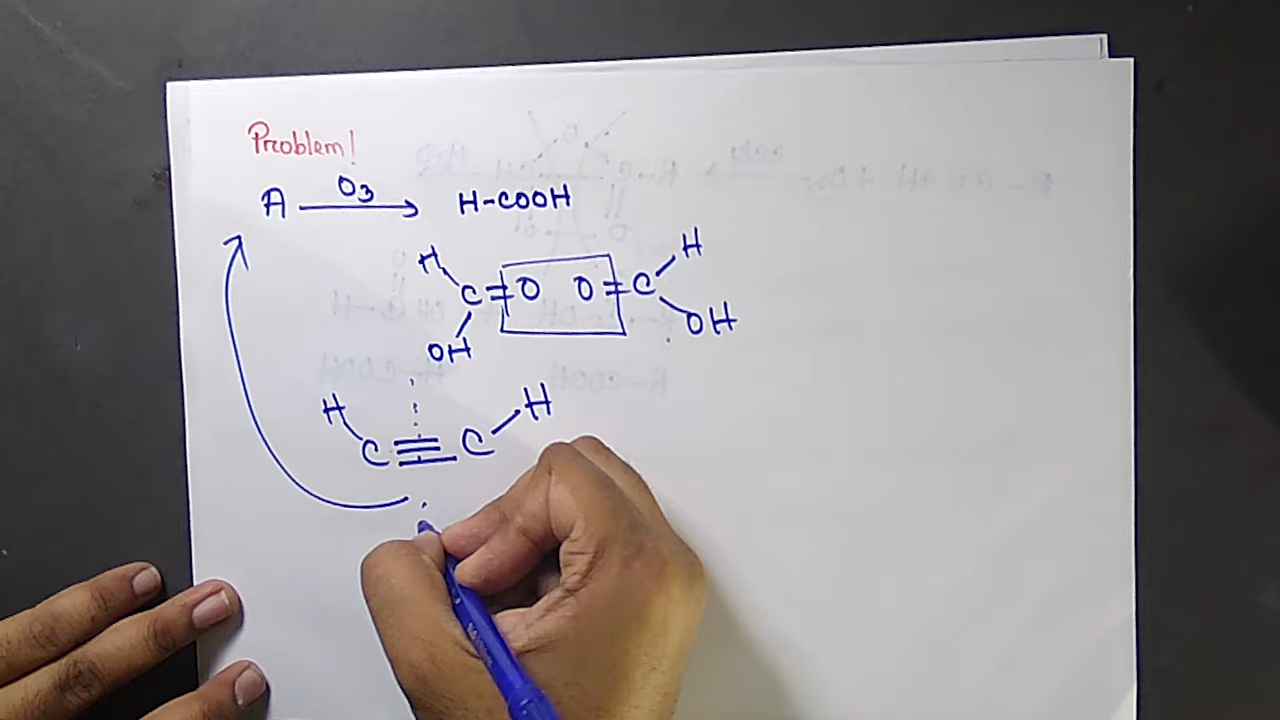 Problem!
A O3 → H-COOH
H C=O O=C H
OH OH
H C≡C H